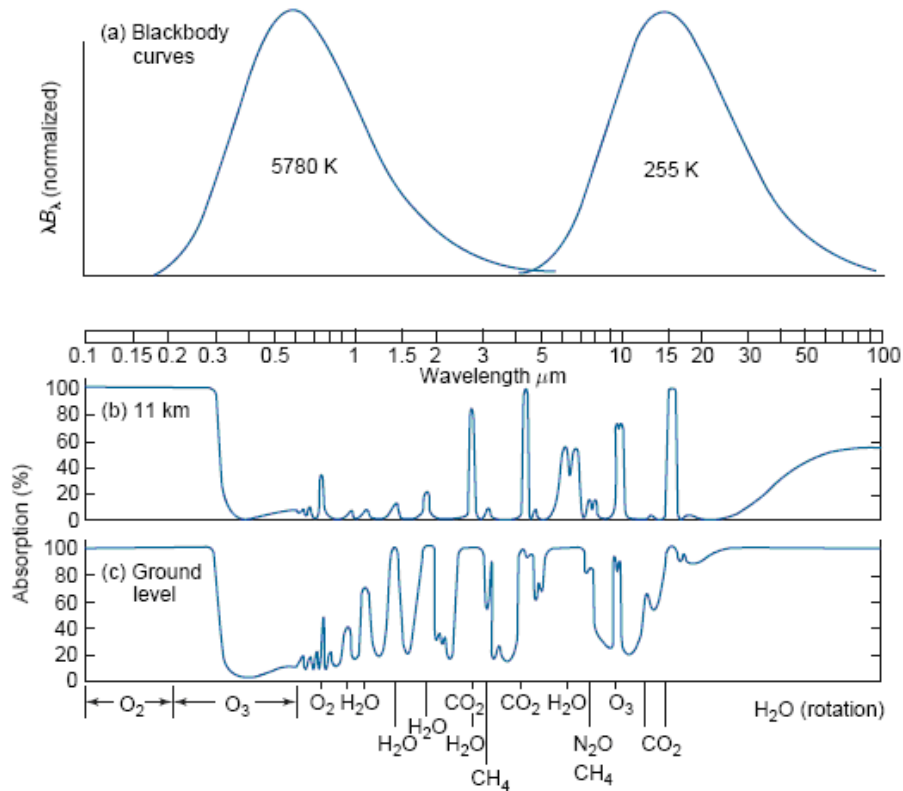 (a) Blackbody
curves
λBλ (normalized)
5780 K
255 K
0.1 0.15 0.2 0.3 0.5 1 1.5 2 3 5 10 15 20 30 50 100
Wavelength μm
Absorption (%)
100
80
60
40
20
0
(b) 11 km
100
80
60
40
20
0
(c) Ground
level
O₂ O₃ O₂ H₂O CO₂ CO₂ H₂O O₃ H₂O (rotation)
H₂O H₂O H₂O N₂O CO₂
CH₄ CH₄